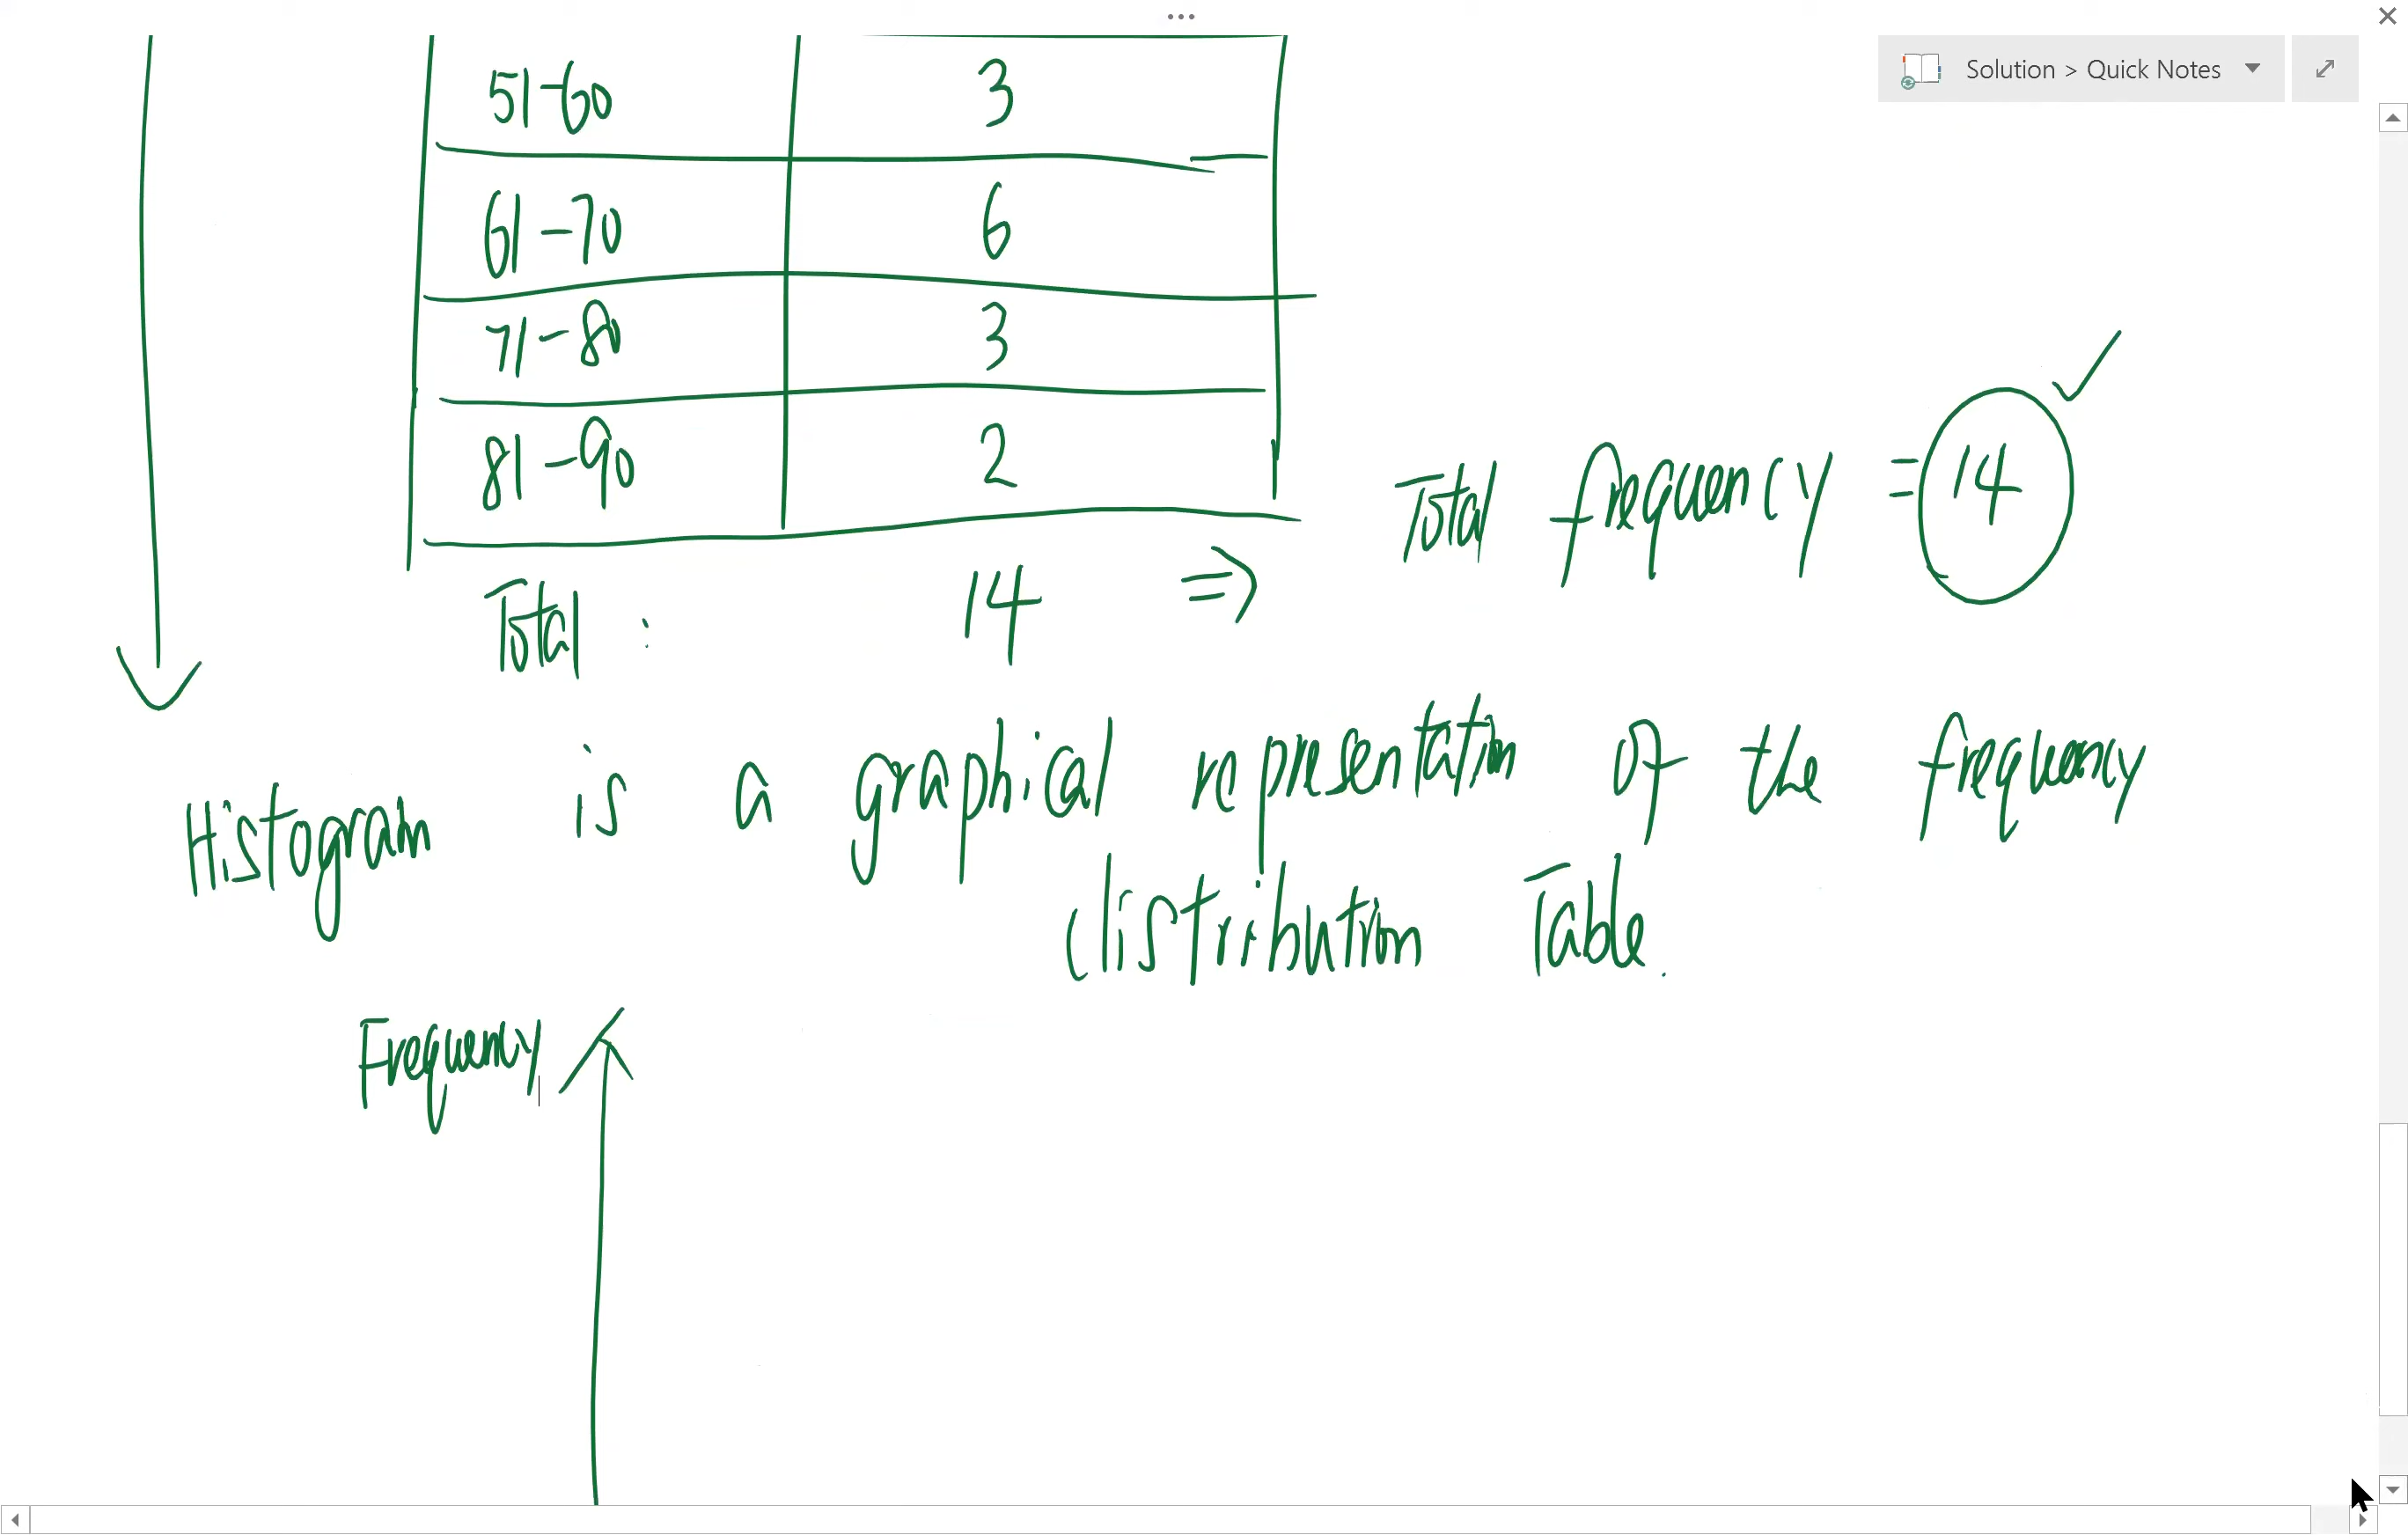 Solution > Quick Notes
51-60 3
61-70 6
71-80 3
81-90 2
Total : 14 ⇒ Total frequency = 14
Histogram is a graphical representation of the frequency
distribution Table.
Frequency